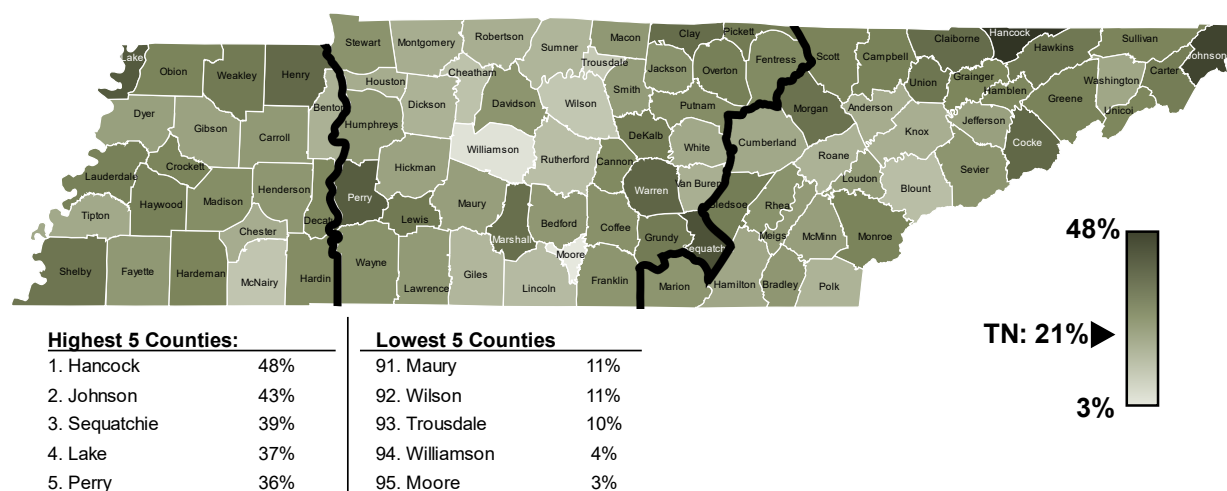 Lake
Obion
Weakley
Henry
Stewart
Montgomery
Robertson
Sumner
Macon
Trousdale
Clay
Pickett
Jackson
Overton
Fentress
Scott
Campbell
Claiborne
Hancock
Hawkins
Sullivan
Johnson
Union
Grainger
Hamblen
Washington
Carter
Greene
Unicoi
Dyer
Gibson
Carroll
Benton
Houston
Humphreys
Dickson
Cheatham
Davidson
Wilson
Smith
Putnam
DeKalb
White
Cumberland
Morgan
Anderson
Knox
Jefferson
Cocke
Sevier
Roane
Loudon
Blount
Lauderdale
Crockett
Haywood
Madison
Henderson
Decatu
Perry
Hickman
Williamson
Rutherford
Cannon
Warren
Van Buren
Bledsoe
Rhea
Meigs
McMinn
Monroe
Tipton
Chester
Lewis
Maury
Marshall
Bedford
Coffee
Grundy
Sequatch
Moore
Shelby
Fayette
Hardeman
McNairy
Hardin
Wayne
Lawrence
Giles
Lincoln
Franklin
Marion
Hamilton
Bradley
Polk
48%
TN: 21%
3%
Highest 5 Counties:
1. Hancock 48%
2. Johnson 43%
3. Sequatchie 39%
4. Lake 37%
5. Perry 36%
Lowest 5 Counties
91. Maury 11%
92. Wilson 11%
93. Trousdale 10%
94. Williamson 4%
95. Moore 3%